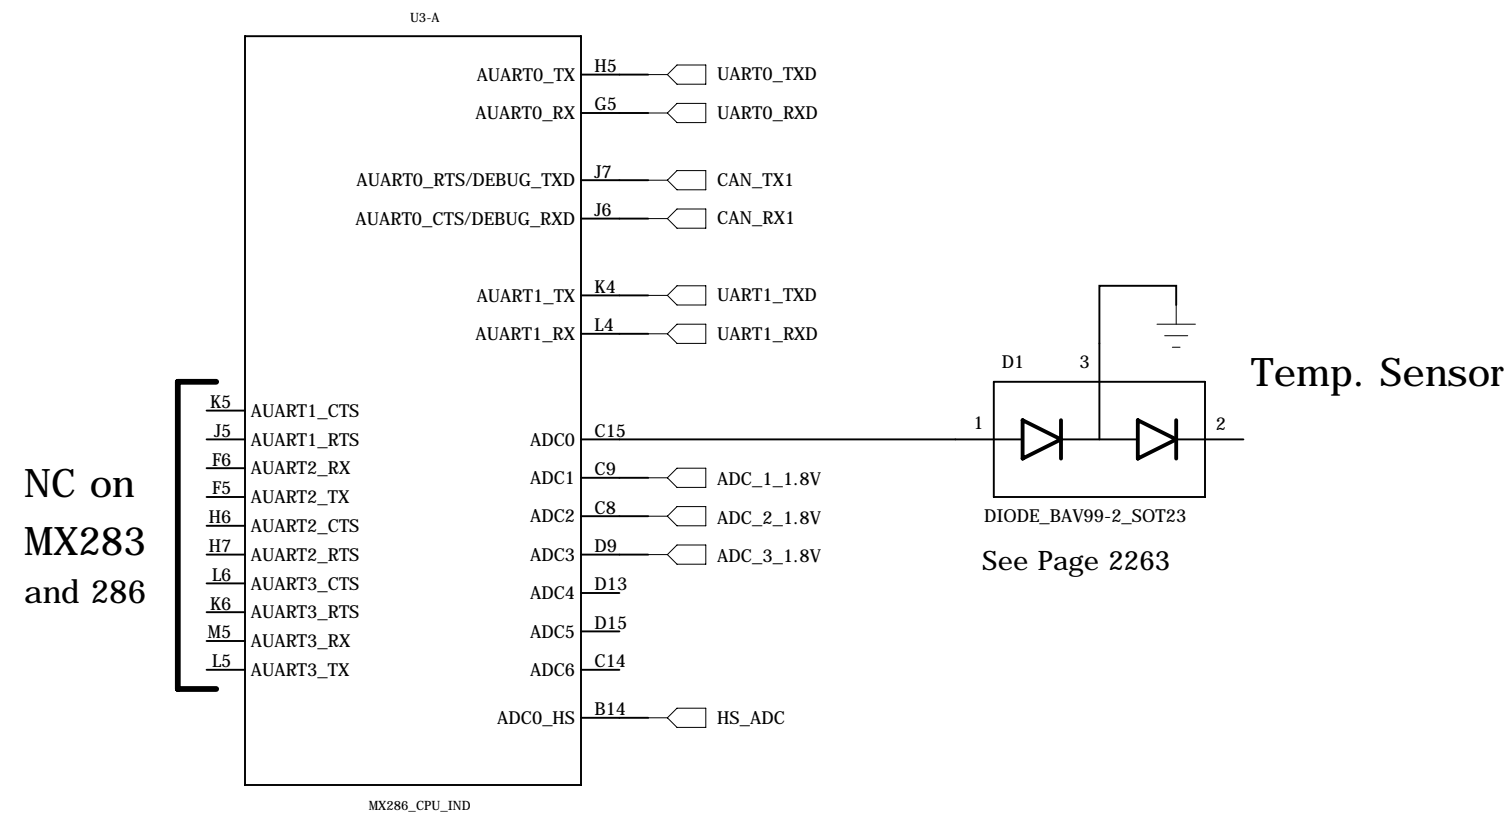 U3-A
AUART0_TX H5 UART0_TXD
AUART0_RX G5 UART0_RXD
AUART0_RTS/DEBUG_TXD J7 CAN_TX1
AUART0_CTS/DEBUG_RXD J6 CAN_RX1
AUART1_TX K4 UART1_TXD
AUART1_RX L4 UART1_RXD
NC on
MX283
and 286
K5 AUART1_CTS
J5 AUART1_RTS
F6 AUART2_RX
F5 AUART2_TX
H6 AUART2_CTS
H7 AUART2_RTS
L6 AUART3_CTS
K6 AUART3_RTS
M5 AUART3_RX
L5 AUART3_TX
ADC0 C15
ADC1 C9 ADC_1_1.8V
ADC2 C8 ADC_2_1.8V
ADC3 D9 ADC_3_1.8V
ADC4 D13
ADC5 D15
ADC6 C14
ADC0_HS B14 HS_ADC
MX286_CPU_IND
D1 3
Temp. Sensor
1 2
DIODE_BAV99-2_SOT23
See Page 2263